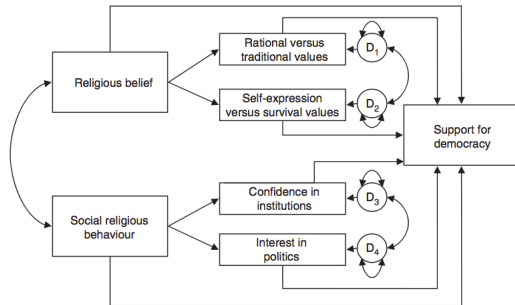 Rational versus
traditional values
D1
Religious belief
Self-expression
versus survival values
D2
Support for
democracy
Confidence in
institutions
D3
Social religious
behaviour
Interest in
politics
D4